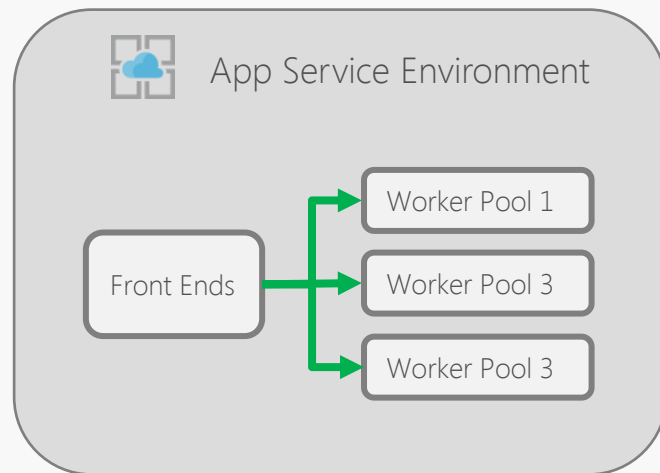 App Service Environment
Worker Pool 1
Front Ends
Worker Pool 3
Worker Pool 3